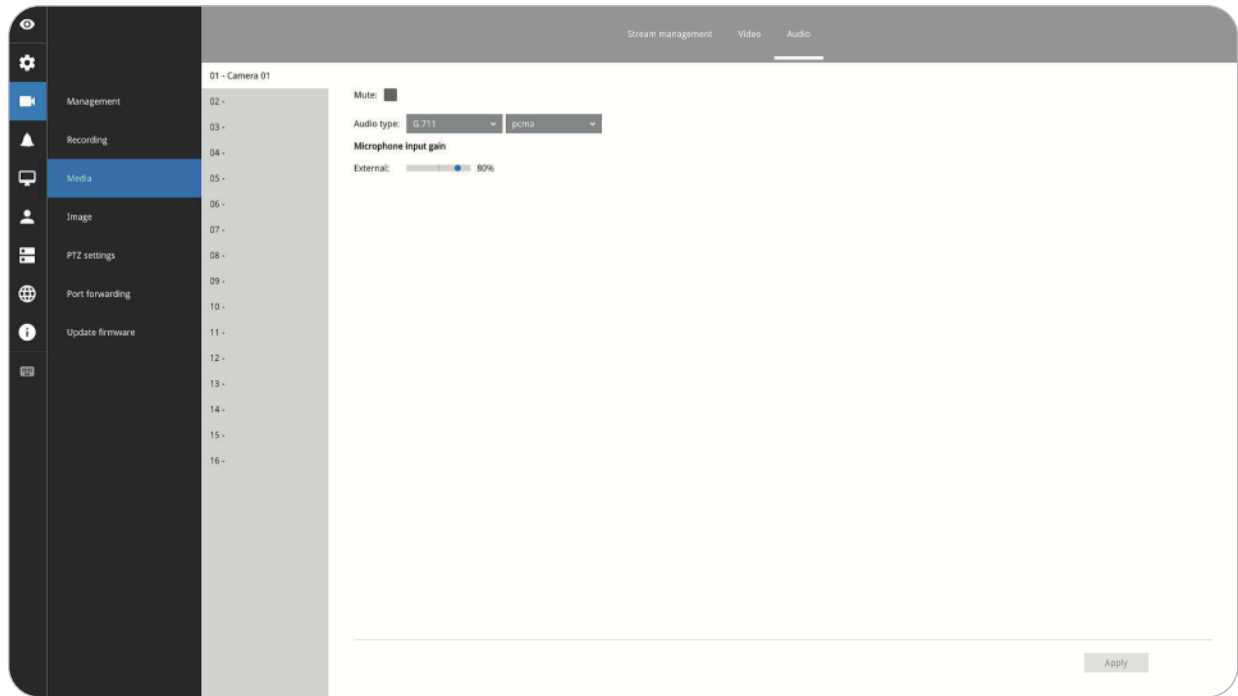 Stream management Video Audio
Management
Recording
Media
Image
PTZ settings
Port forwarding
Update firmware
01 - Camera 01
02 -
03 -
04 -
05 -
06 -
07 -
08 -
09 -
10 -
11 -
12 -
13 -
14 -
15 -
16 -
Mute:
Audio type: G.711 pcma
Microphone input gain
External: 80%
Apply